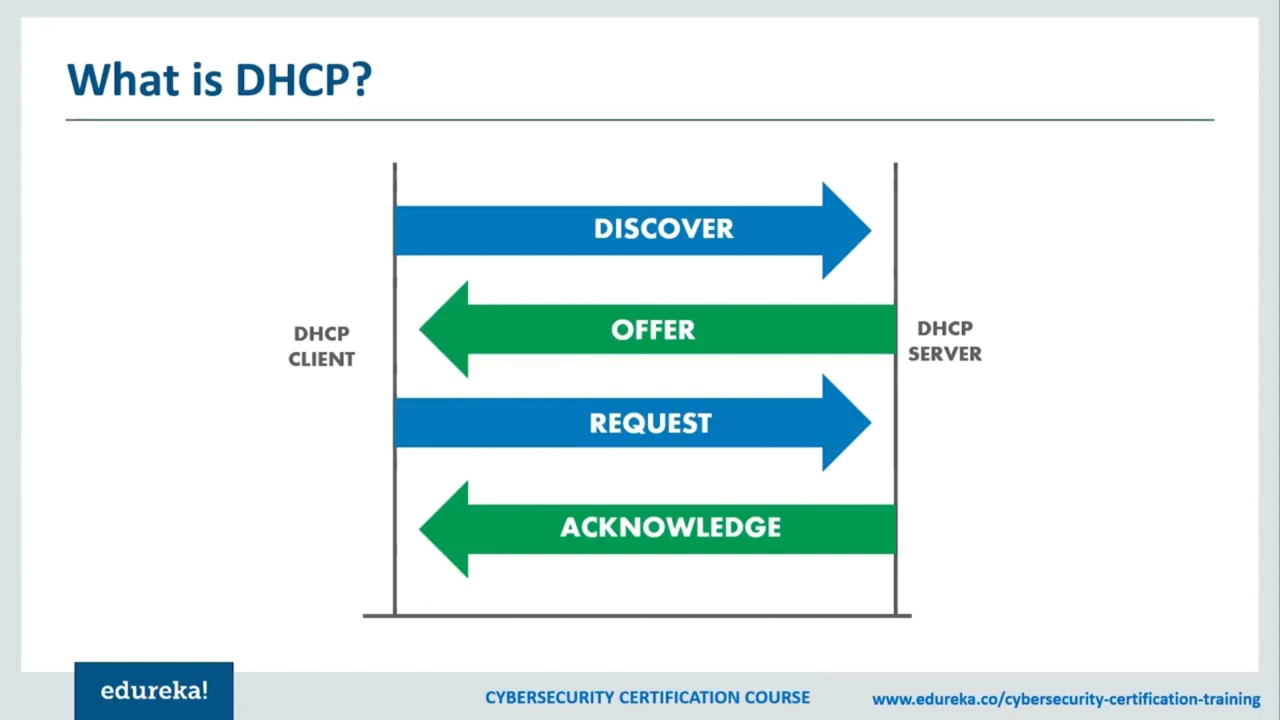 What is DHCP?
DISCOVER
OFFER
DHCP
CLIENT
DHCP
SERVER
REQUEST
ACKNOWLEDGE
edureka!
CYBERSECURITY CERTIFICATION COURSE
www.edureka.co/cybersecurity-certification-training